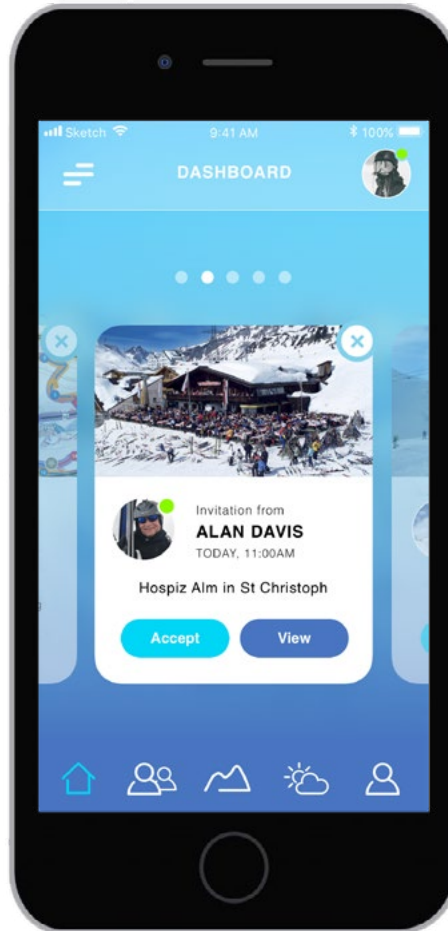 Sketch 9:41 AM 100%
DASHBOARD
Invitation from
ALAN DAVIS
TODAY, 11:00AM
Hospiz Alm in St Christoph
Accept View